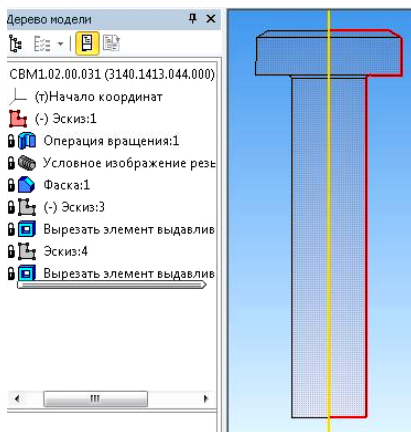 Дерево модели
СВМ1.02.00.031 (3140.1413.044.000)
(т)Начало координат
(-) Эскиз:1
Операция вращения:1
Условное изображение резь
Фаска:1
(-) Эскиз:3
Вырезать элемент выдавлив
Эскиз:4
Вырезать элемент выдавлив